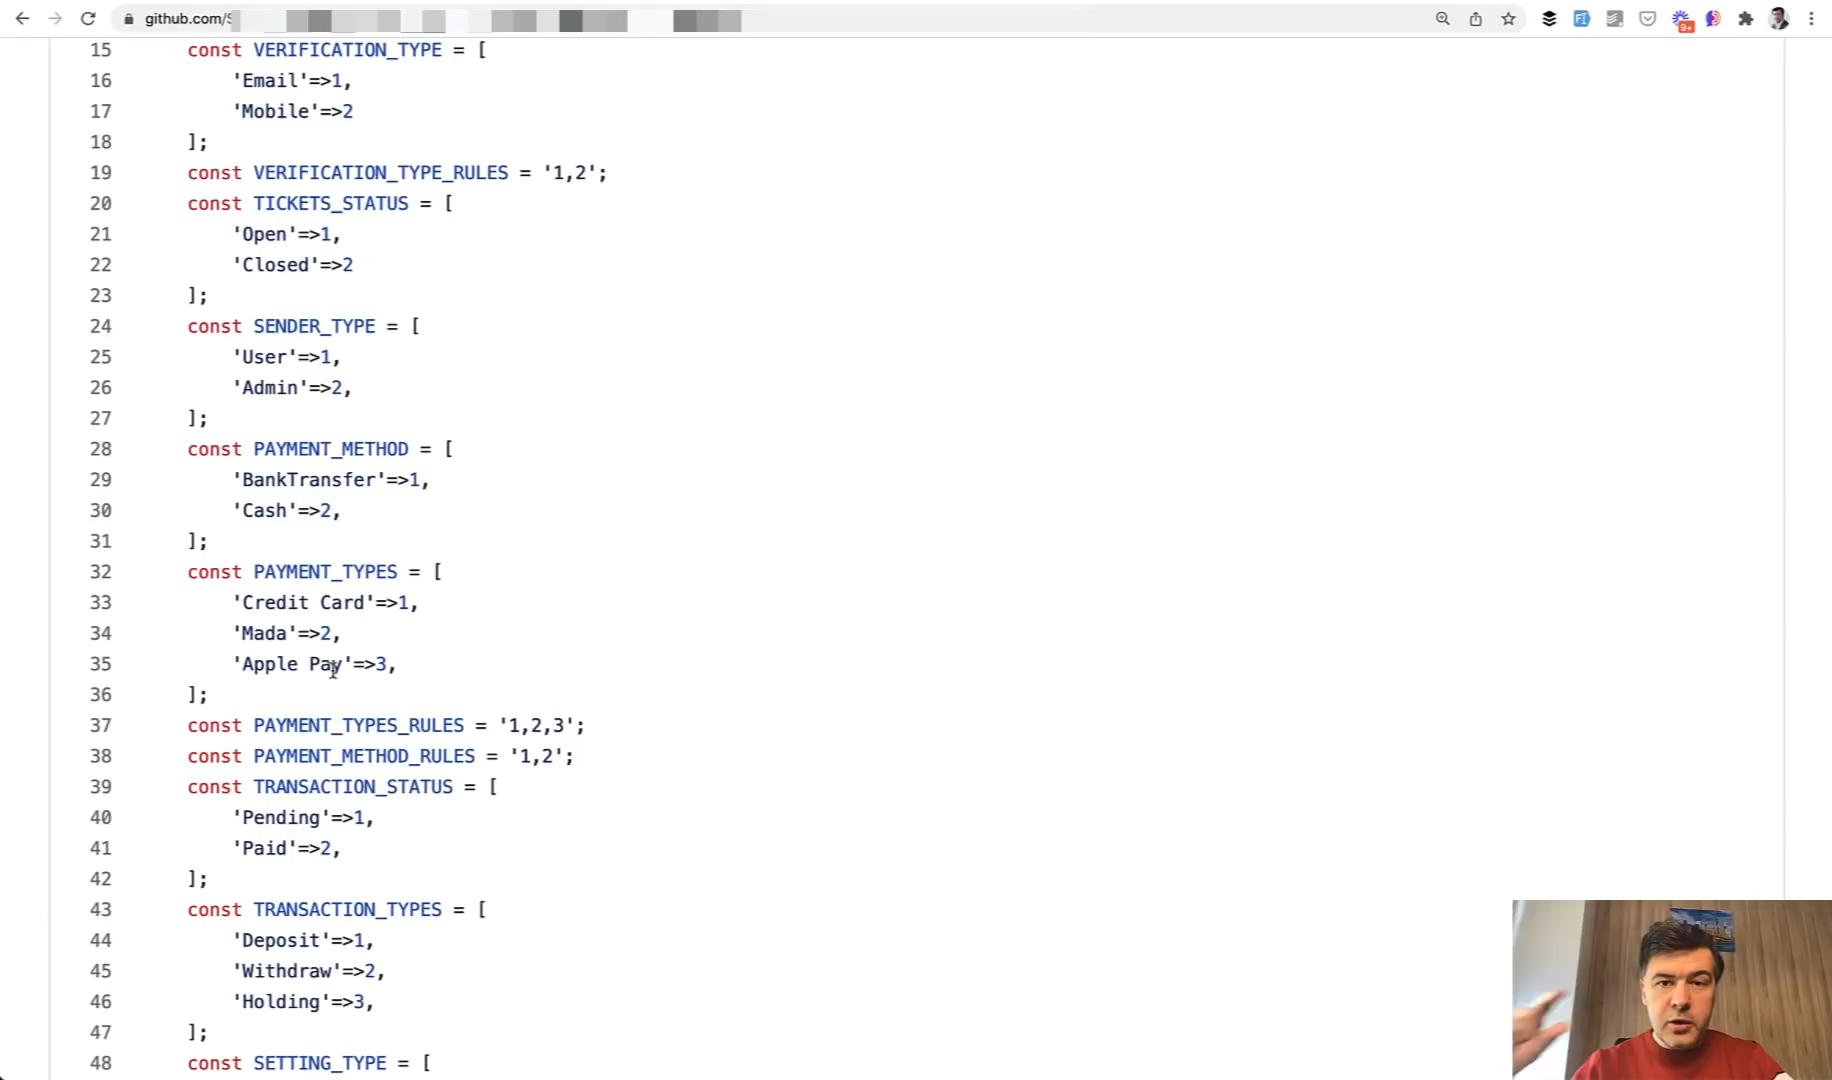 github.com/S
15 const VERIFICATION_TYPE = [
16 'Email'=>1,
17 'Mobile'=>2
18 ];
19 const VERIFICATION_TYPE_RULES = '1,2';
20 const TICKETS_STATUS = [
21 'Open'=>1,
22 'Closed'=>2
23 ];
24 const SENDER_TYPE = [
25 'User'=>1,
26 'Admin'=>2,
27 ];
28 const PAYMENT_METHOD = [
29 'BankTransfer'=>1,
30 'Cash'=>2,
31 ];
32 const PAYMENT_TYPES = [
33 'Credit Card'=>1,
34 'Mada'=>2,
35 'Apple Pay'=>3,
36 ];
37 const PAYMENT_TYPES_RULES = '1,2,3';
38 const PAYMENT_METHOD_RULES = '1,2';
39 const TRANSACTION_STATUS = [
40 'Pending'=>1,
41 'Paid'=>2,
42 ];
43 const TRANSACTION_TYPES = [
44 'Deposit'=>1,
45 'Withdraw'=>2,
46 'Holding'=>3,
47 ];
48 const SETTING_TYPE = [